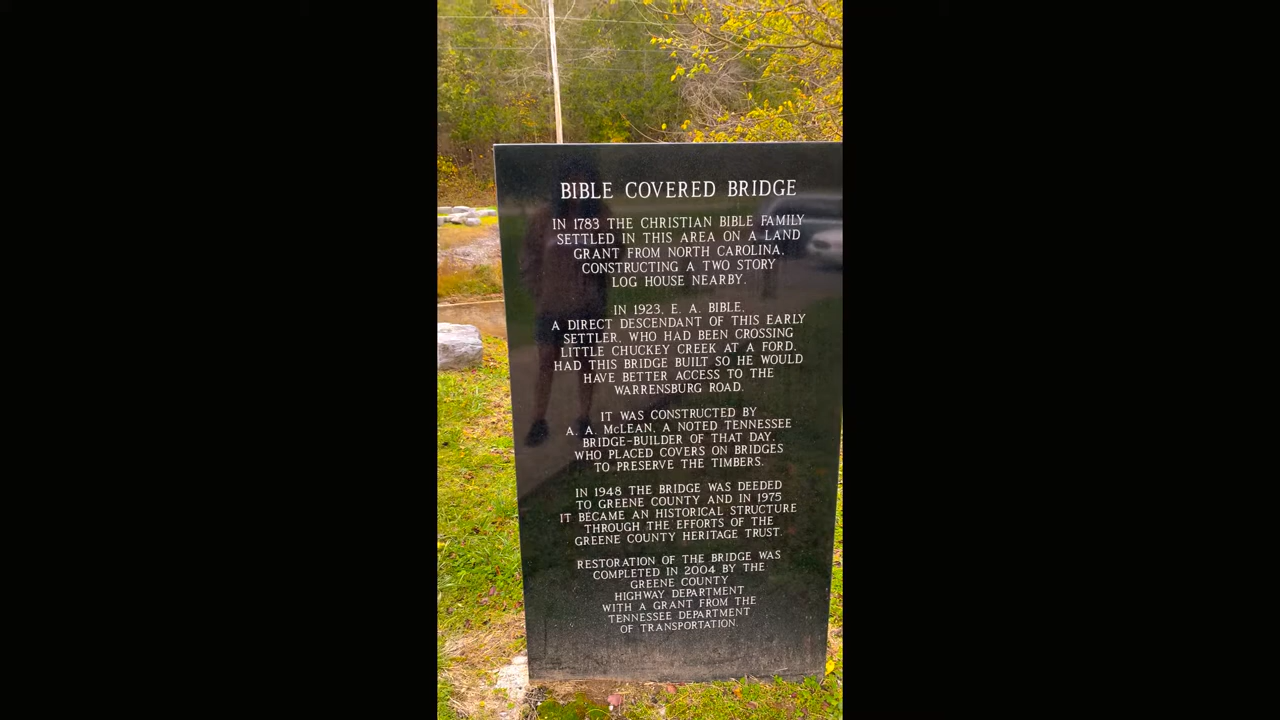 BIBLE COVERED BRIDGE
IN 1783 THE CHRISTIAN BIBLE FAMILY
SETTLED IN THIS AREA ON A LAND
GRANT FROM NORTH CAROLINA,
CONSTRUCTING A TWO STORY
LOG HOUSE NEARBY.
IN 1923, E. A. BIBLE,
A DIRECT DESCENDANT OF THIS EARLY
SETTLER, WHO HAD BEEN CROSSING
LITTLE CHUCKEY CREEK AT A FORD,
HAD THIS BRIDGE BUILT SO HE WOULD
HAVE BETTER ACCESS TO THE
WARRENSBURG ROAD.
IT WAS CONSTRUCTED BY
A. A. McLEAN, A NOTED TENNESSEE
BRIDGE-BUILDER OF THAT DAY,
WHO PLACED COVERS ON BRIDGES
TO PRESERVE THE TIMBERS.
IN 1948 THE BRIDGE WAS DEEDED
TO GREENE COUNTY AND IN 1975
IT BECAME AN HISTORICAL STRUCTURE
THROUGH THE EFFORTS OF THE
GREENE COUNTY HERITAGE TRUST.
RESTORATION OF THE BRIDGE WAS
COMPLETED IN 2004 BY THE
GREENE COUNTY
HIGHWAY DEPARTMENT
WITH A GRANT FROM THE
TENNESSEE DEPARTMENT
OF TRANSPORTATION.